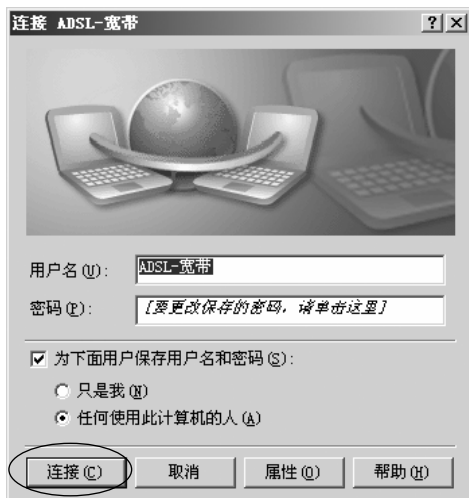 连接 ADSL-宽带
用户名(U): ADSL-宽带
密码(P): [要更改保存的密码，请单击这里]
为下面用户保存用户名和密码(S):
只是我(N)
任何使用此计算机的人(A)
连接(C) 取消 属性(O) 帮助(H)